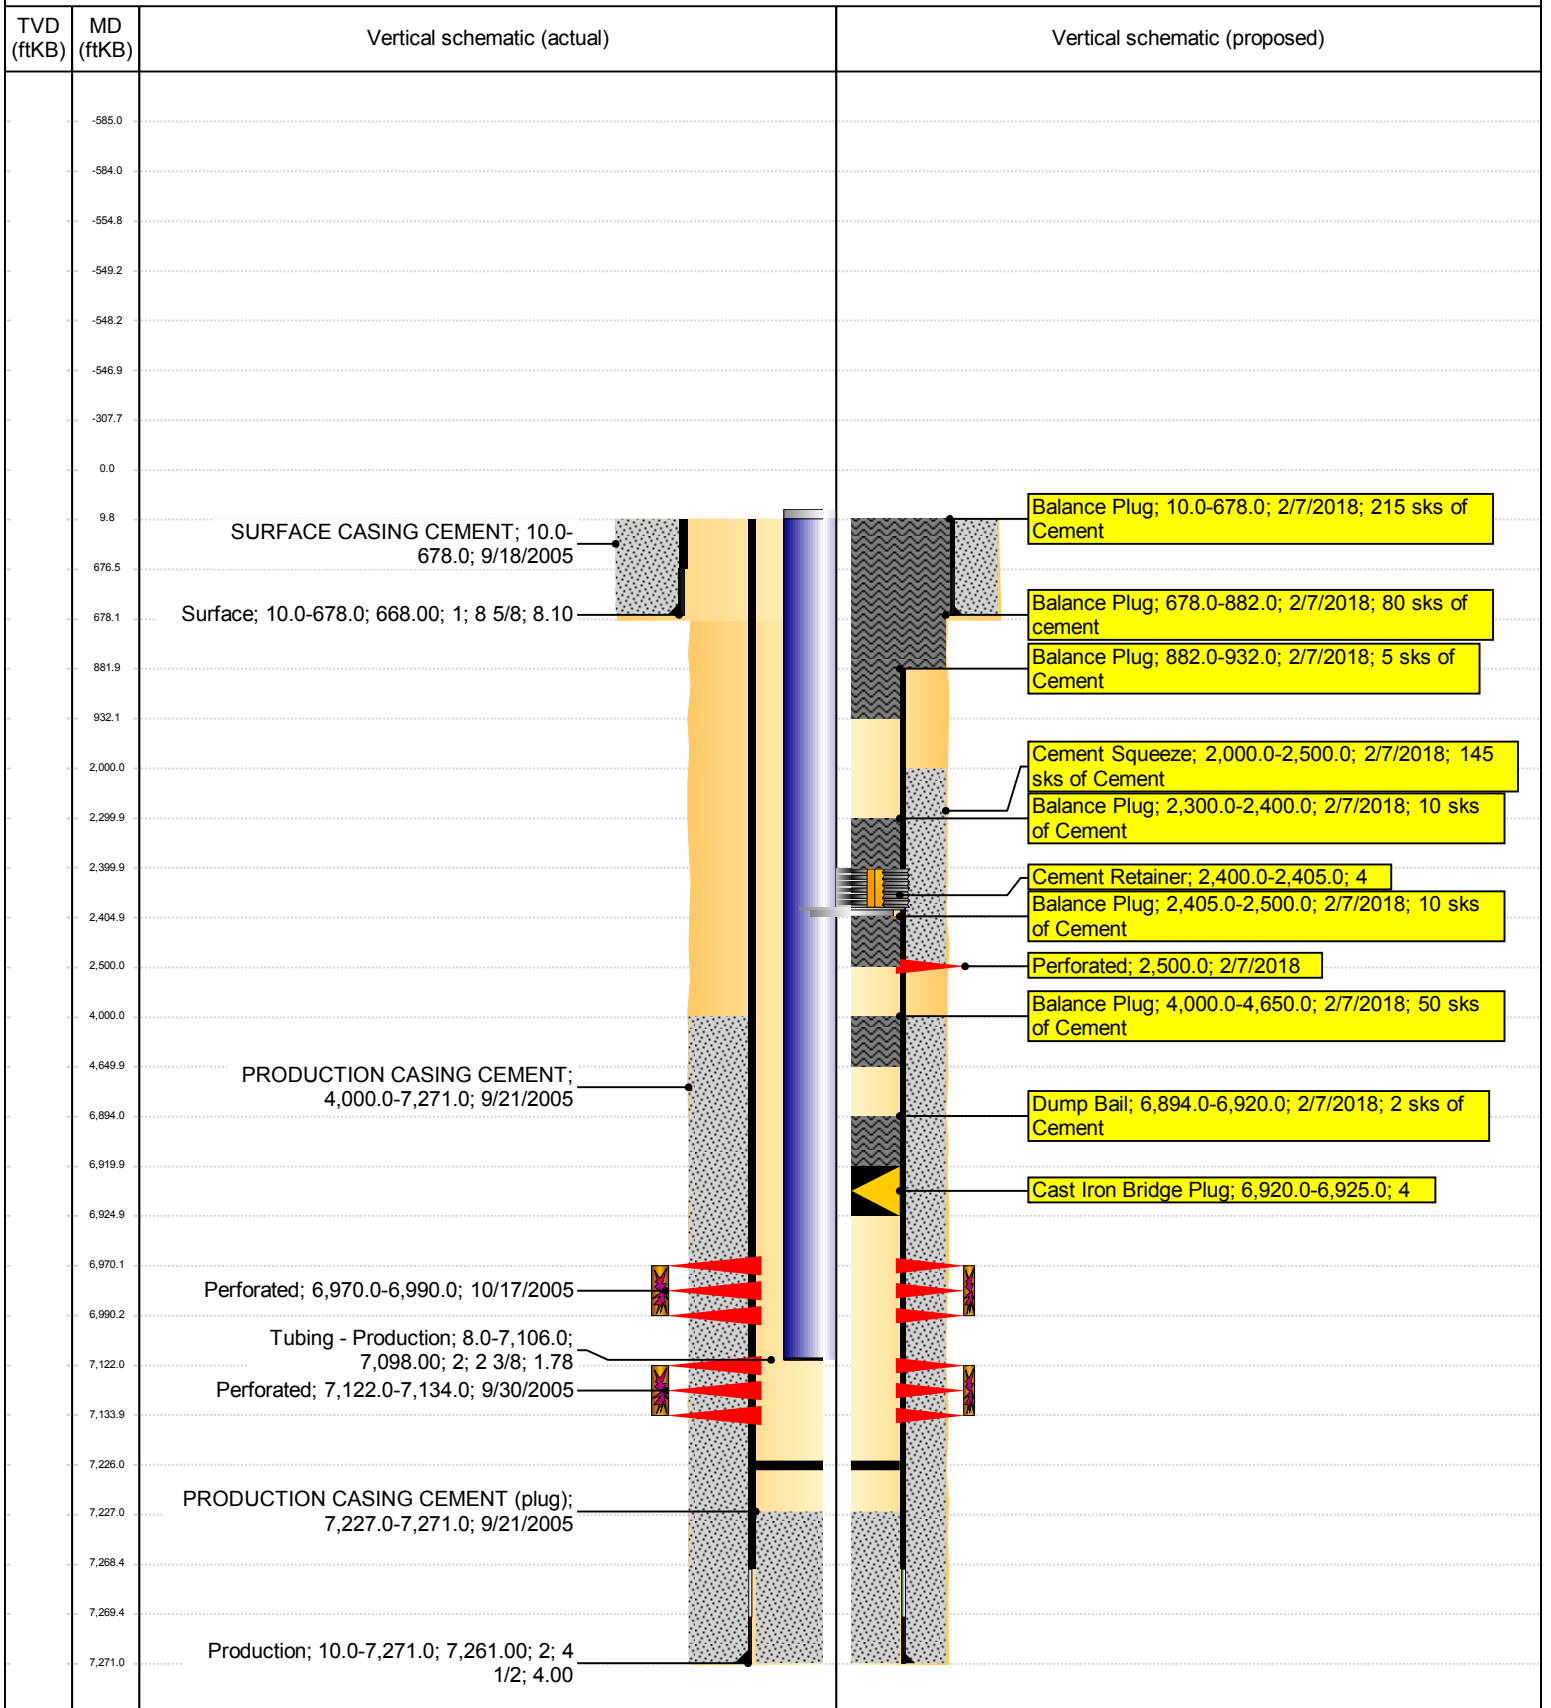 TVD
(ftKB)
MD
(ftKB)
Vertical schematic (actual)
Vertical schematic (proposed)
-585.0
-584.0
-554.8
-549.2
-548.2
-546.9
-307.7
0.0
9.8
676.5
678.1
881.9
932.1
2,000.0
2,299.9
2,399.9
2,404.9
2,500.0
4,000.0
4,649.9
6,894.0
6,919.9
6,924.9
6,970.1
6,990.2
7,122.0
7,133.9
7,226.0
7,227.0
7,268.4
7,269.4
7,271.0
SURFACE CASING CEMENT; 10.0-
678.0; 9/18/2005
Surface; 10.0-678.0; 668.00; 1; 8 5/8; 8.10
PRODUCTION CASING CEMENT;
4,000.0-7,271.0; 9/21/2005
Perforated; 6,970.0-6,990.0; 10/17/2005
Tubing - Production; 8.0-7,106.0;
7,098.00; 2; 2 3/8; 1.78
Perforated; 7,122.0-7,134.0; 9/30/2005
PRODUCTION CASING CEMENT (plug);
7,227.0-7,271.0; 9/21/2005
Production; 10.0-7,271.0; 7,261.00; 2; 4
1/2; 4.00
Balance Plug; 10.0-678.0; 2/7/2018; 215 sks of
Cement
Balance Plug; 678.0-882.0; 2/7/2018; 80 sks of
cement
Balance Plug; 882.0-932.0; 2/7/2018; 5 sks of
Cement
Cement Squeeze; 2,000.0-2,500.0; 2/7/2018; 145
sks of Cement
Balance Plug; 2,300.0-2,400.0; 2/7/2018; 10 sks
of Cement
Cement Retainer; 2,400.0-2,405.0; 4
Balance Plug; 2,405.0-2,500.0; 2/7/2018; 10 sks
of Cement
Perforated; 2,500.0; 2/7/2018
Balance Plug; 4,000.0-4,650.0; 2/7/2018; 50 sks
of Cement
Dump Bail; 6,894.0-6,920.0; 2/7/2018; 2 sks of
Cement
Cast Iron Bridge Plug; 6,920.0-6,925.0; 4